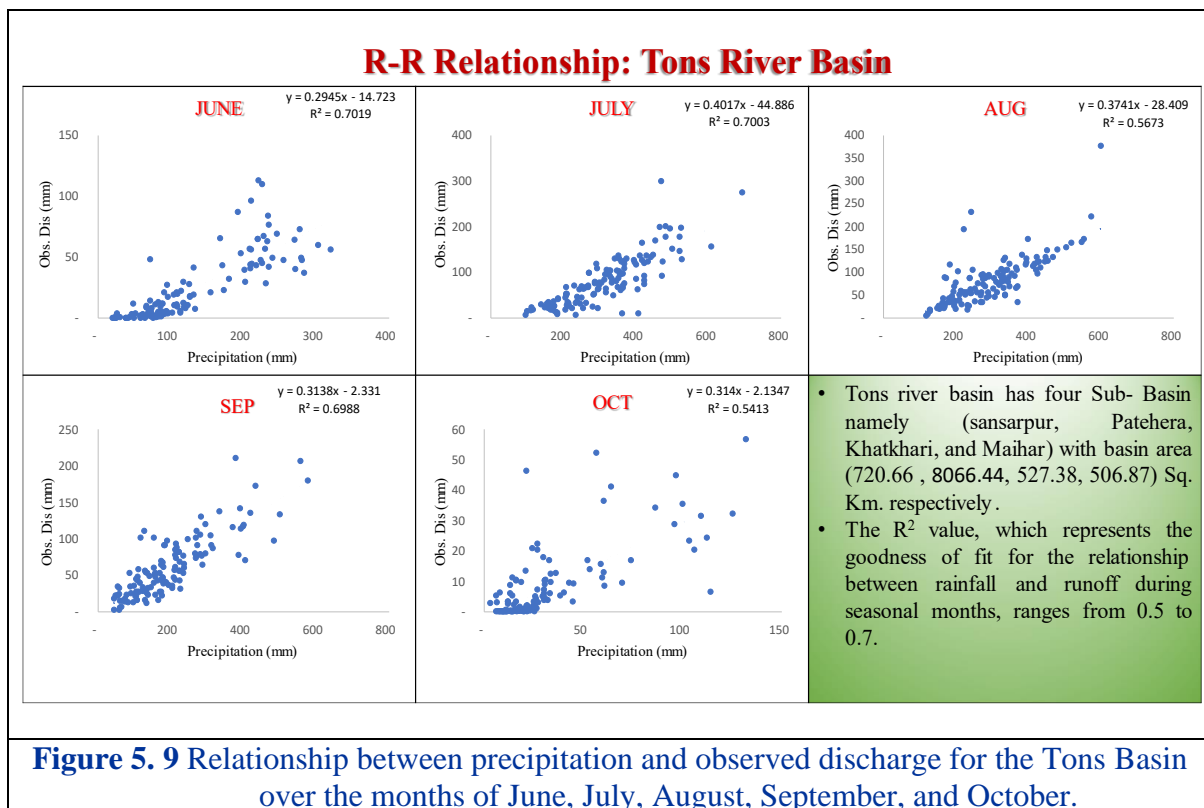 R-R Relationship: Tons River Basin
JUNE
y = 0.2945x - 14.723
R² = 0.7019
150
100
50
-
Obs. Dis (mm)
-
100
200
300
400
Precipitation (mm)
JULY
y = 0.4017x - 44.886
R² = 0.7003
400
300
200
100
-
Obs. Dis (mm)
-
200
400
600
800
Precipitation (mm)
AUG
y = 0.3741x - 28.409
R² = 0.5673
400
350
300
250
200
150
100
50
-
Obs. Dis (mm)
-
200
400
600
800
Precipitation (mm)
SEP
y = 0.3138x - 2.331
R² = 0.6988
250
200
150
100
50
-
Obs. Dis (mm)
-
200
400
600
800
Precipitation (mm)
OCT
y = 0.314x - 2.1347
R² = 0.5413
60
50
40
30
20
10
-
Obs. Dis (mm)
-
50
100
150
Precipitation (mm)
• Tons river basin has four Sub- Basin
namely (sansarpur, Patehera,
Khatkhari, and Maihar) with basin area
(720.66 , 8066.44, 527.38, 506.87) Sq.
Km. respectively.
• The R² value, which represents the
goodness of fit for the relationship
between rainfall and runoff during
seasonal months, ranges from 0.5 to
0.7.
Figure 5. 9 Relationship between precipitation and observed discharge for the Tons Basin
over the months of June, July, August, September, and October.